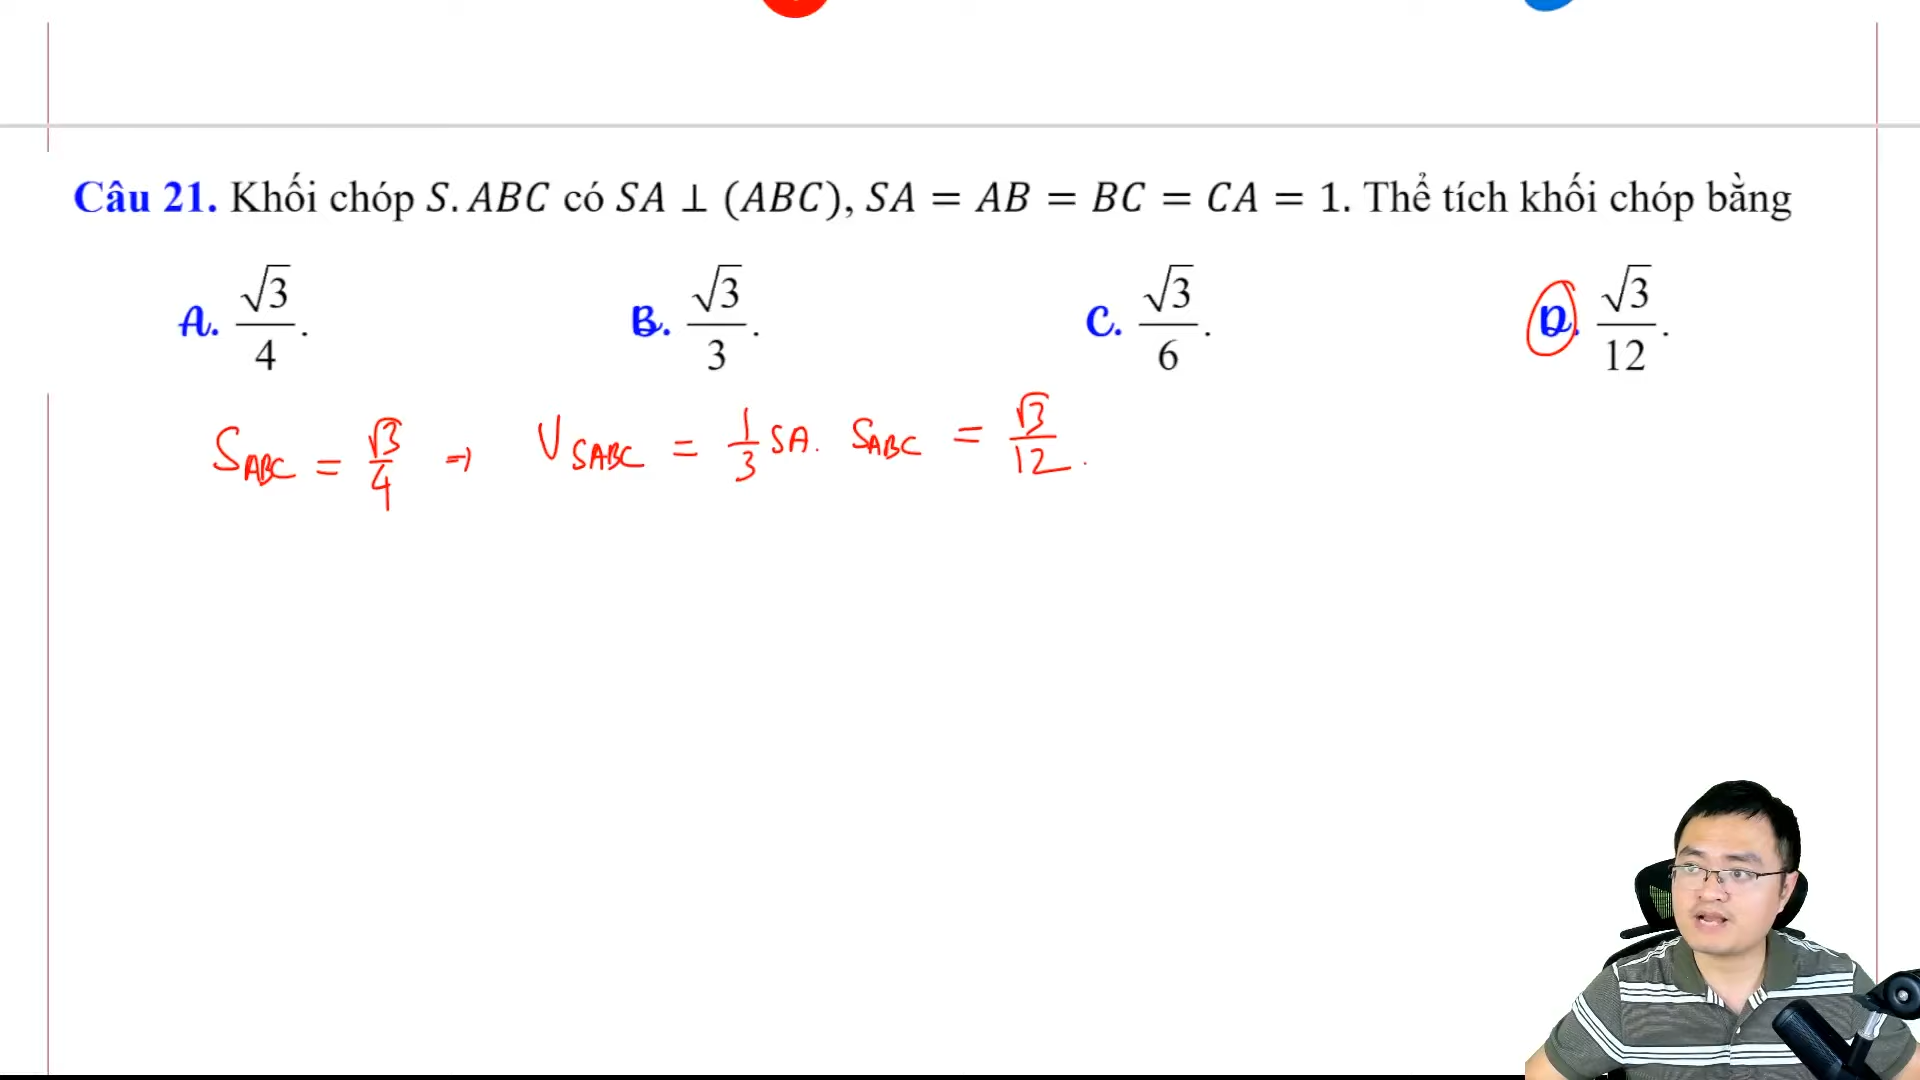 Câu 21. Khối chóp S.ABC có SA ⊥ (ABC), SA = AB = BC = CA = 1. Thể tích khối chóp bằng
A. √3/4. B. √3/3. C. √3/6. D. √3/12.
S_ABC = √3/4 ⇒ V_SABC = 1/3 SA. S_ABC = √3/12.